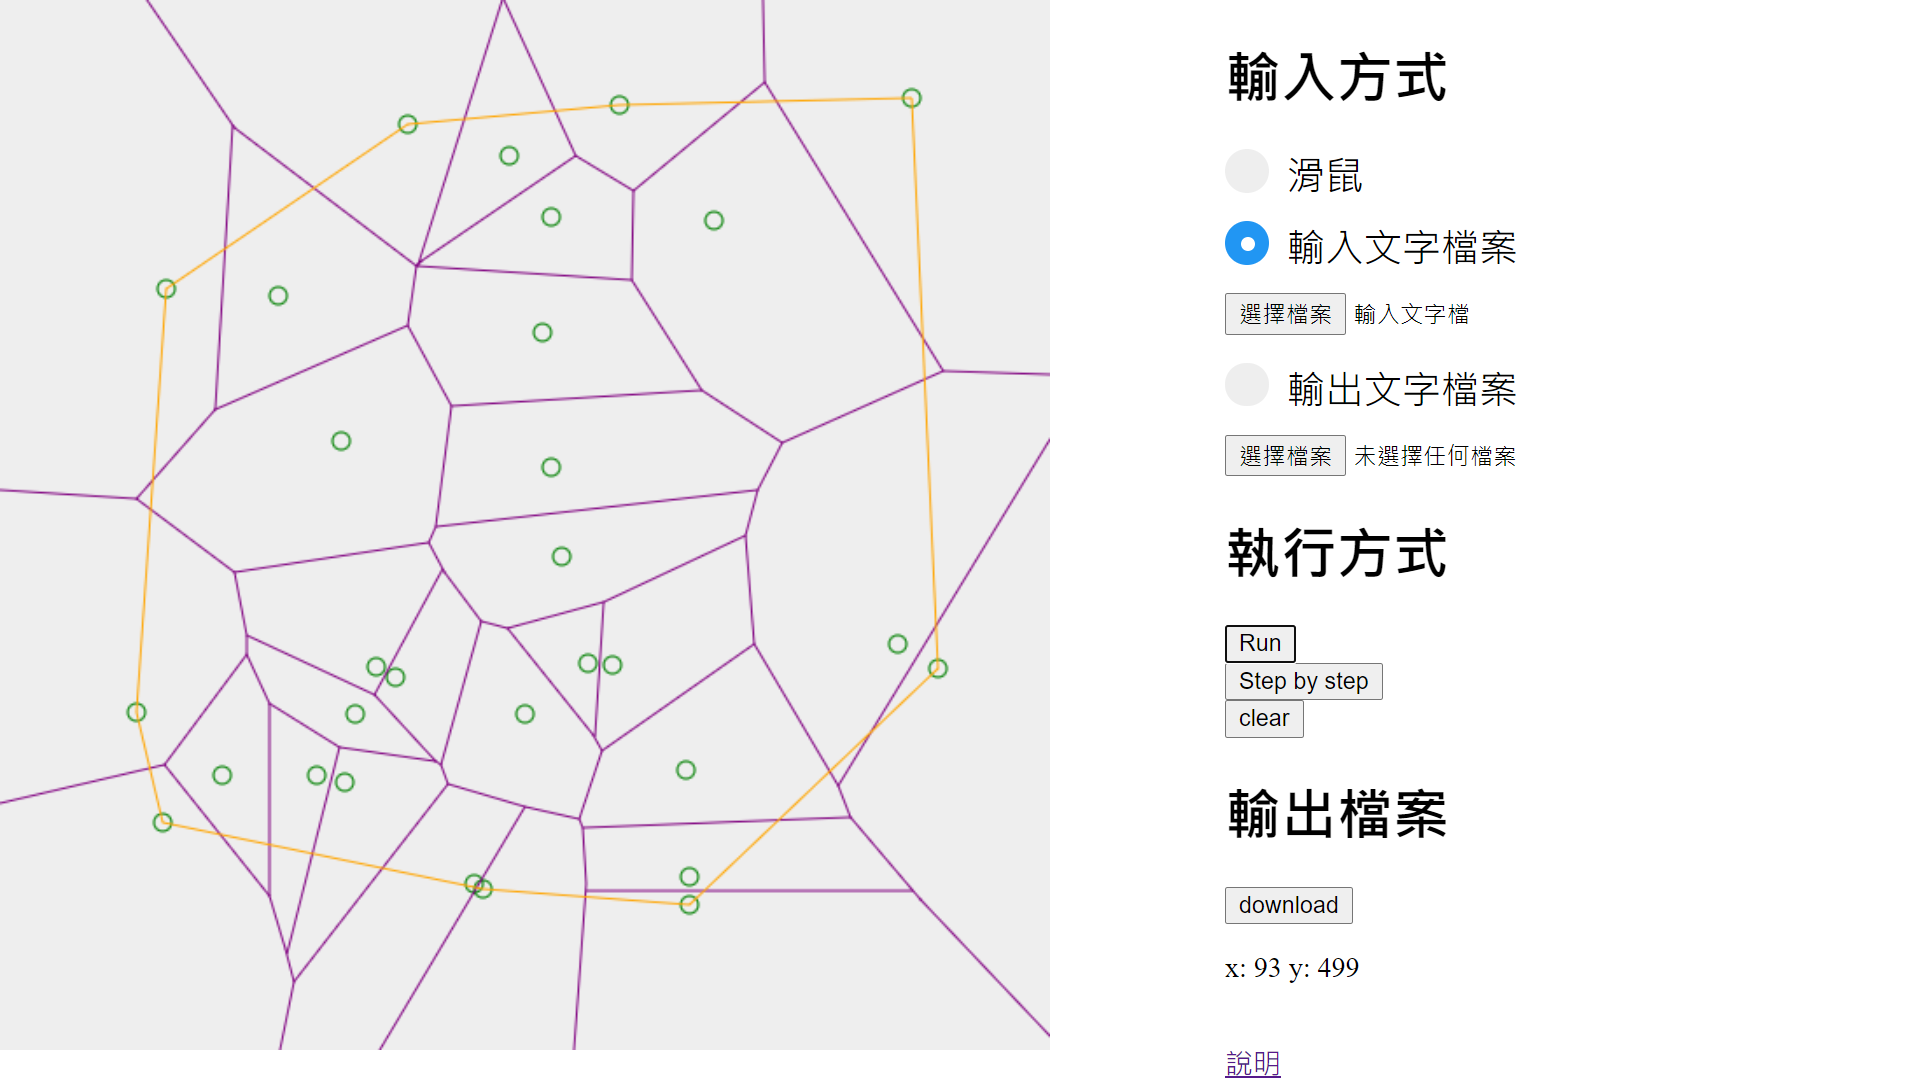 輸入方式
滑鼠
輸入文字檔案
選擇檔案 輸入文字檔
輸出文字檔案
選擇檔案 未選擇任何檔案
執行方式
Run
Step by step
clear
輸出檔案
download
x: 93 y: 499
說明